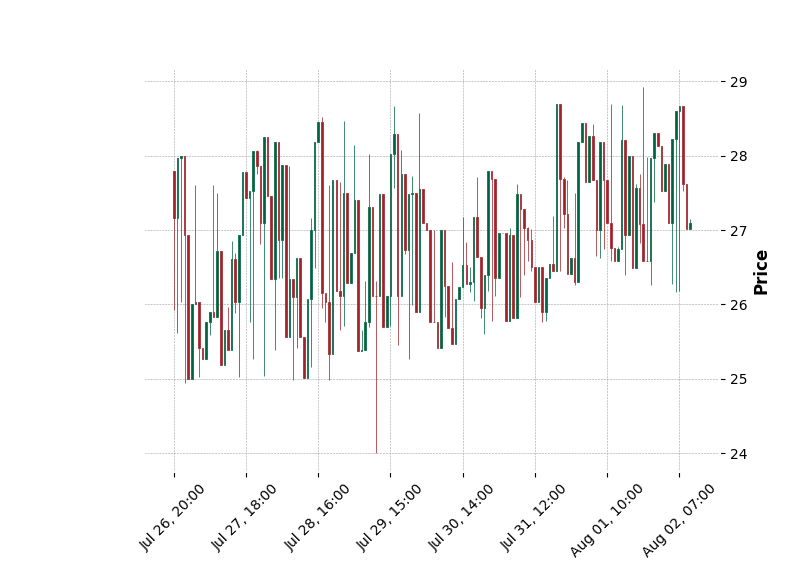 29
28
27
26
25
24
Price
Jul 26, 20:00
Jul 27, 18:00
Jul 28, 16:00
Jul 29, 15:00
Jul 30, 14:00
Jul 31, 12:00
Aug 01, 10:00
Aug 02, 07:00